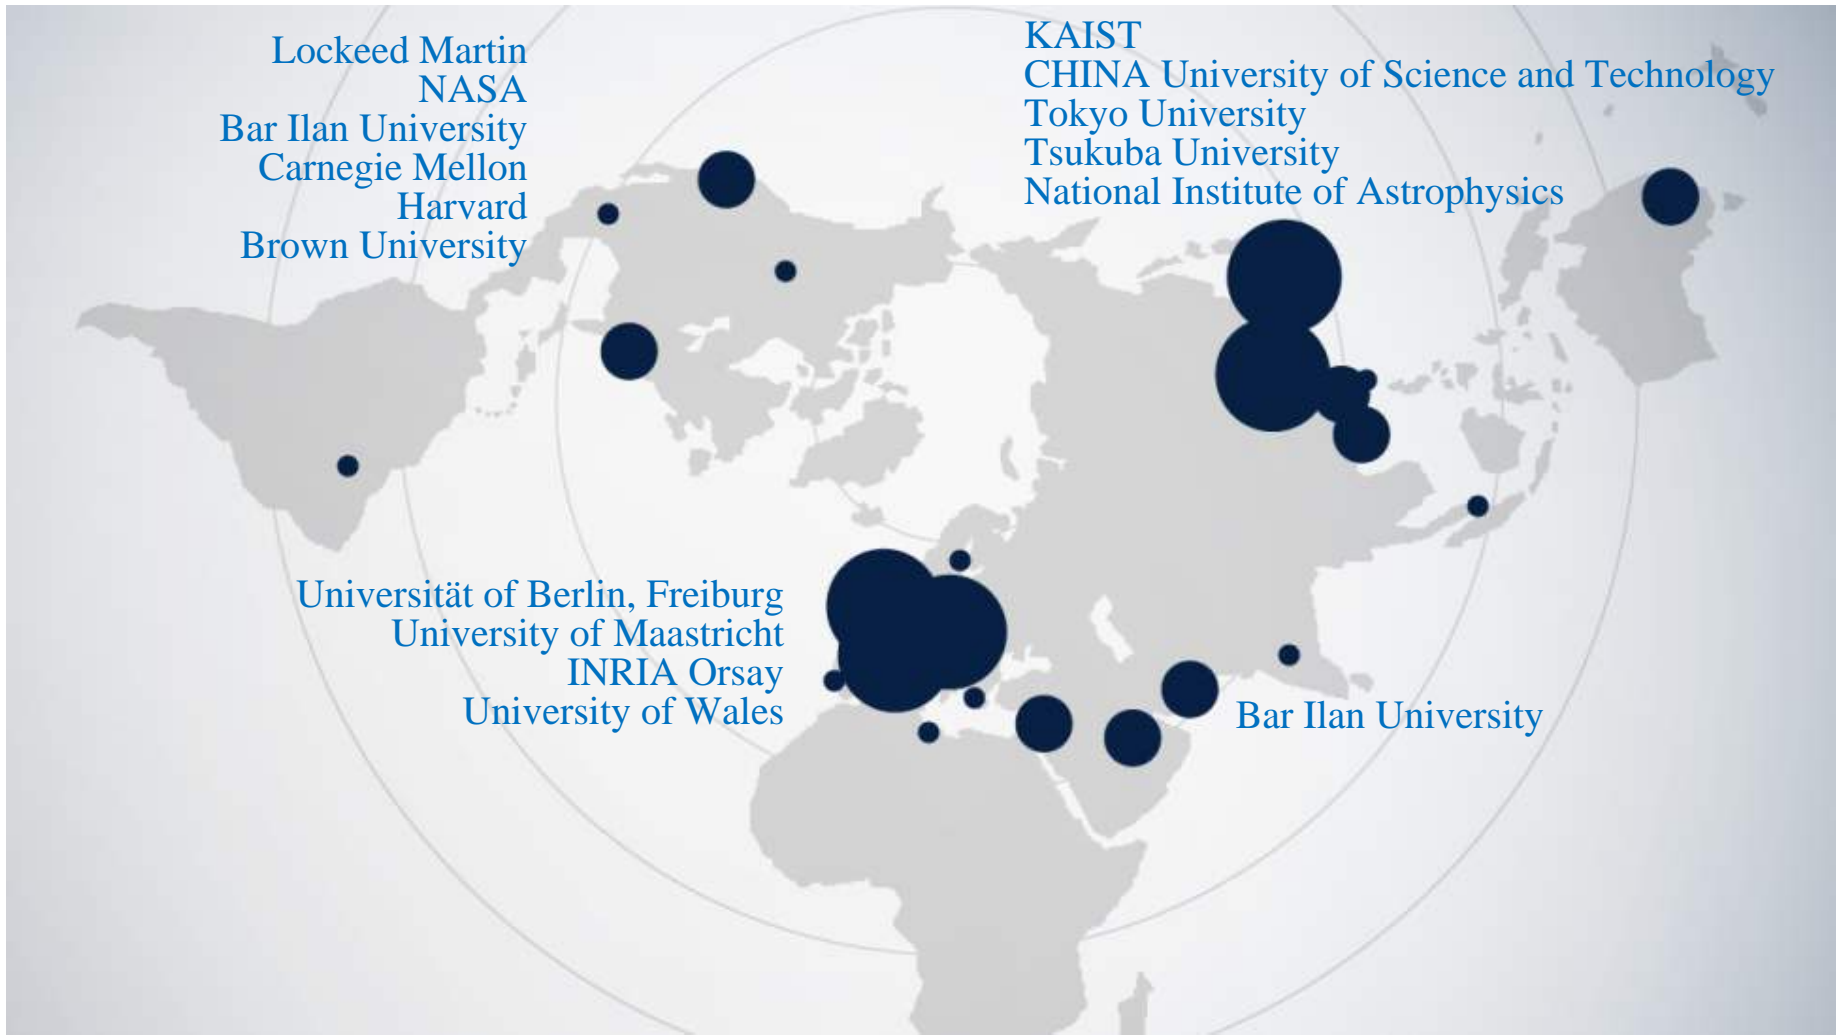 Lockeed Martin
NASA
Bar Ilan University
Carnegie Mellon
Harvard
Brown University
KAIST
CHINA University of Science and Technology
Tokyo University
Tsukuba University
National Institute of Astrophysics
Universität of Berlin, Freiburg
University of Maastricht
INRIA Orsay
University of Wales
Bar Ilan University